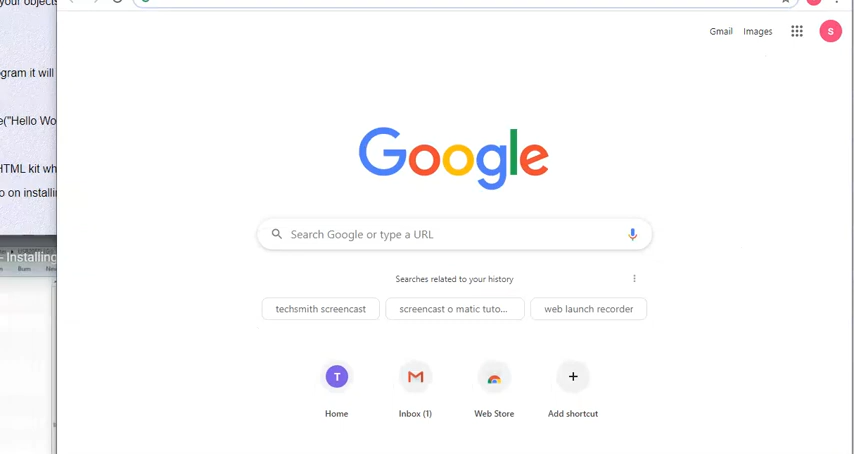 your objects
Gmail Images S
gram it will
Google
e("Hello Wo
HTML kit wh
o on installin
Search Google or type a URL
- Installing
Searches related to your history
techsmith screencast screencast o matic tuto... web launch recorder
T
Home Inbox (1) Web Store Add shortcut